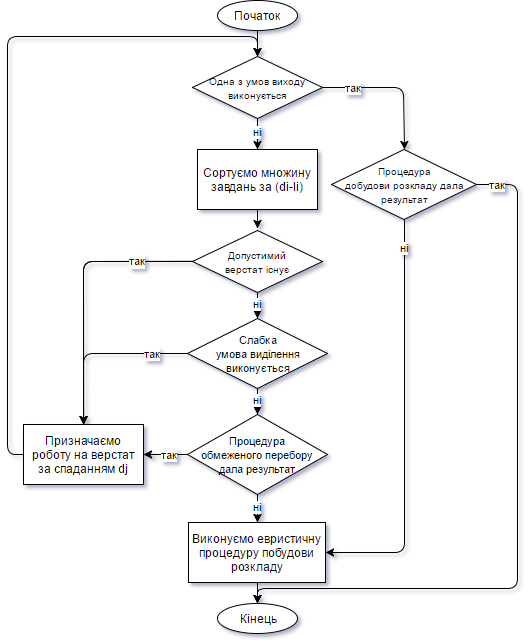 Початок
Одна з умов виходу
виконується
так
ні
Сортуємо множину
завдань за (di-li)
Процедура
добудови розкладу дала
результат
так
ні
Допустимий
верстат існує
так
ні
Слабка
умова виділення
виконується
так
ні
Призначаємо
роботу на верстат
за спаданням dj
так
Процедура
обмеженого перебору
дала результат
ні
Виконуємо евристичну
процедуру побудови
розкладу
Кінець